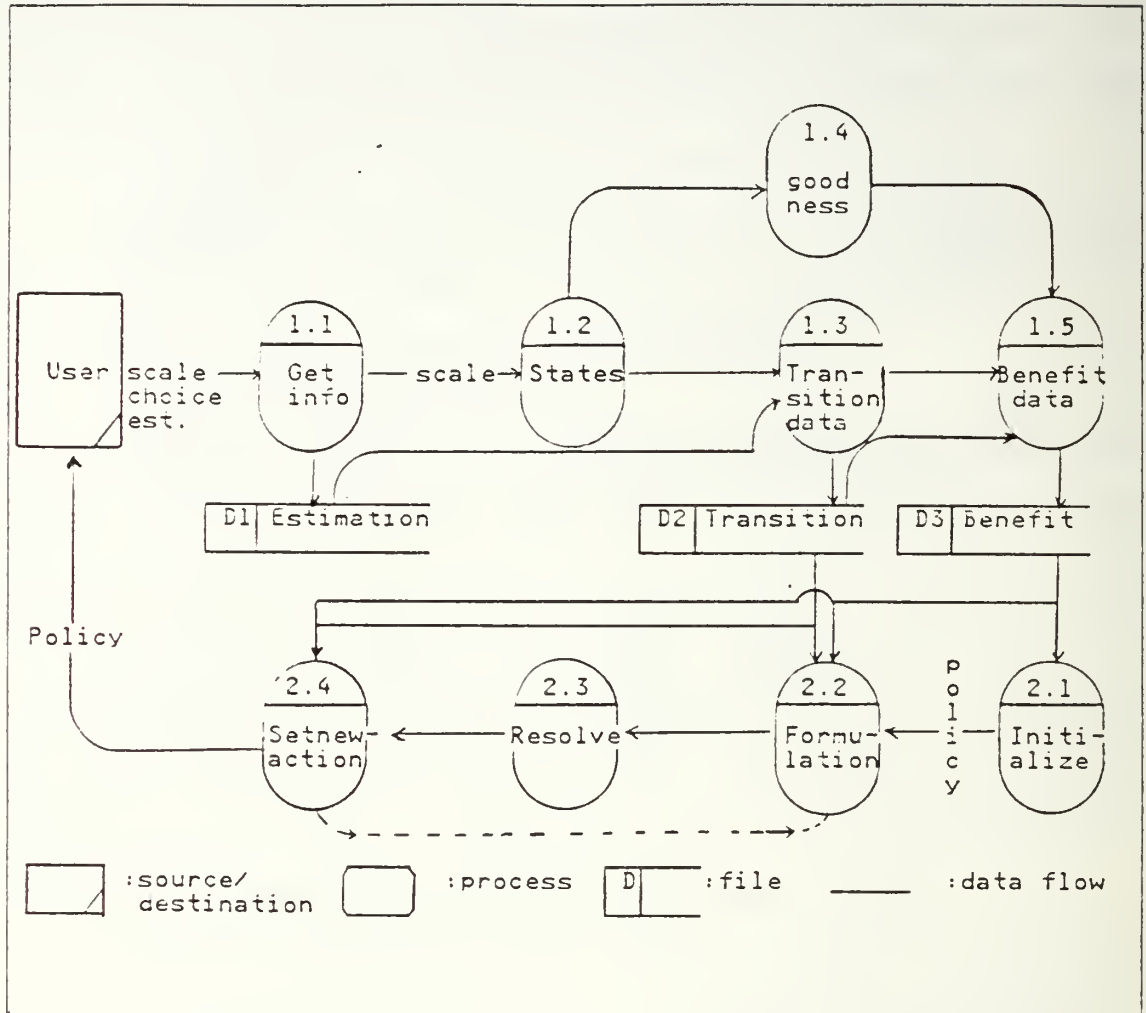 1.4
good
ness
1.1
1.2
1.3
1.5
User
scale
choice
est.
Get
info
scale
States
Tran-
sition
data
Benefit
data
D1 Estimation
D2 Transition
D3 Benefit
Policy
2.4
2.3
2.2
policy
2.1
Setnew-
action
Resolve
Formu-
lation
Initi-
alize
:source/
destination
:process
D :file
:data flow